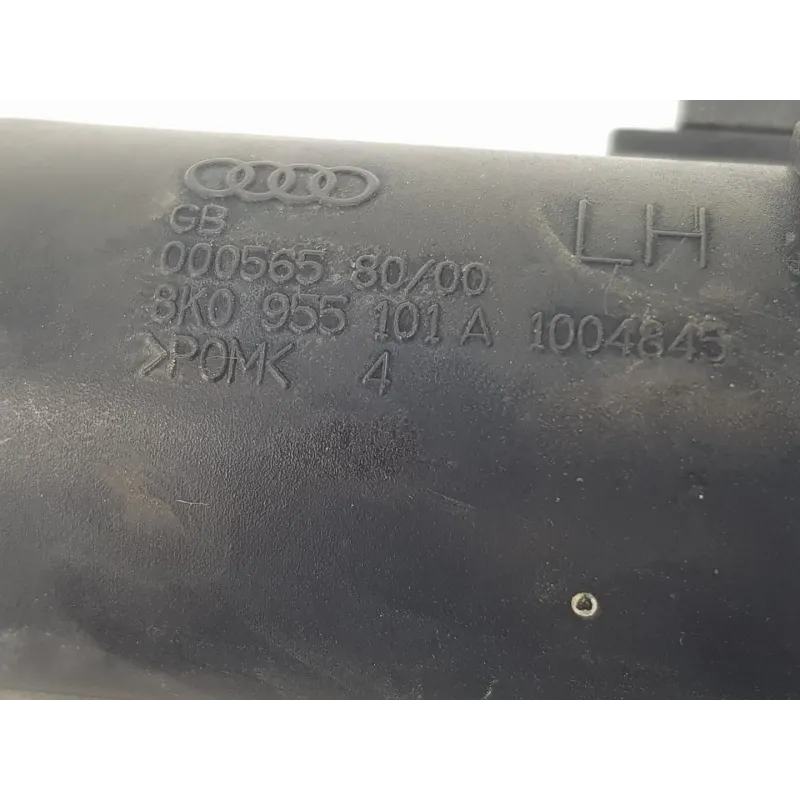 GB
LH
000565 80/00
8K0 955 101 A 1004845
>POM< 4